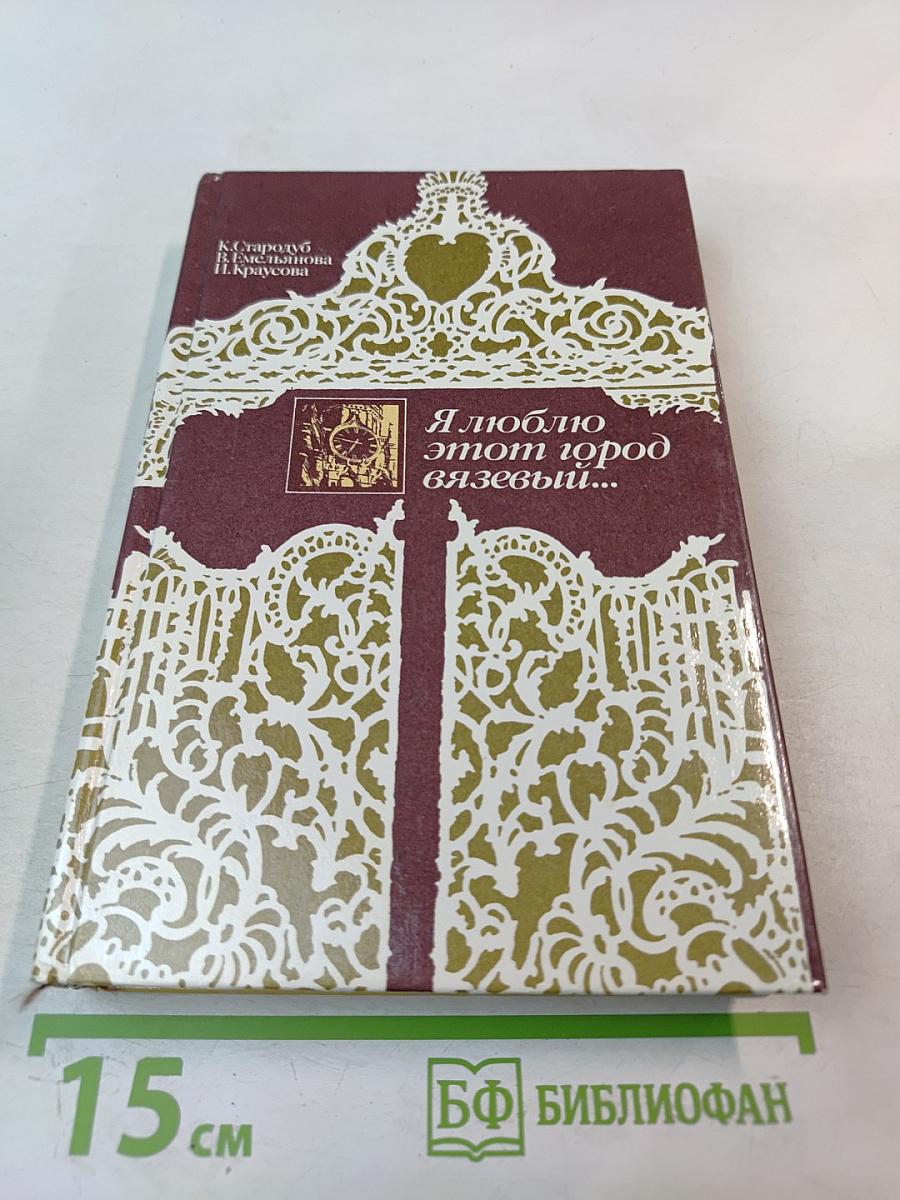 К.Стародуб
В.Емельянова
И.Краусова
Я люблю
этот город
вязевый...
15 см
БФ БИБЛИОФАН